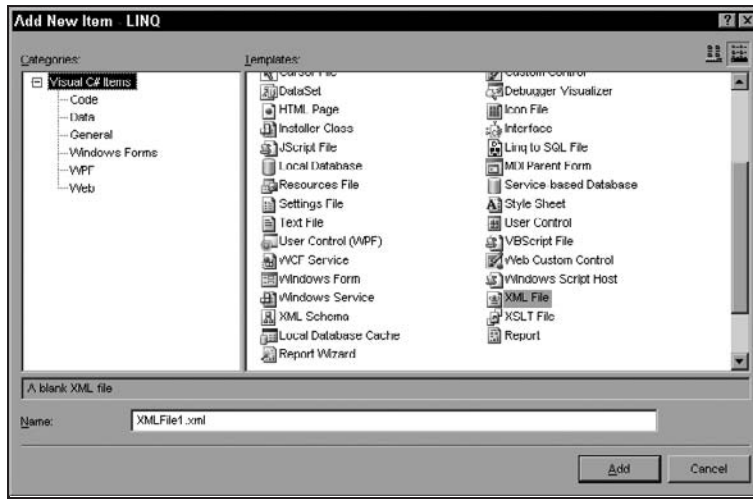 Add New Item - LINQ
Categories:
Templates:
Visual C# Items
Code
Data
General
Windows Forms
WPF
Web
Cursor File
DataSet
HTML Page
Installer Class
JScript File
Local Database
Resources File
Settings File
Text File
User Control (WPF)
WCF Service
Windows Form
Windows Service
XML Schema
Local Database Cache
Report Wizard
Custom Control
Debugger Visualizer
Icon File
Interface
Linq to SQL File
MDI Parent Form
Service-based Database
Style Sheet
User Control
VBScript File
Web Custom Control
Windows Script Host
XML File
XSLT File
Report
A blank XML file
Name:
XMLFile1.xml
Add
Cancel